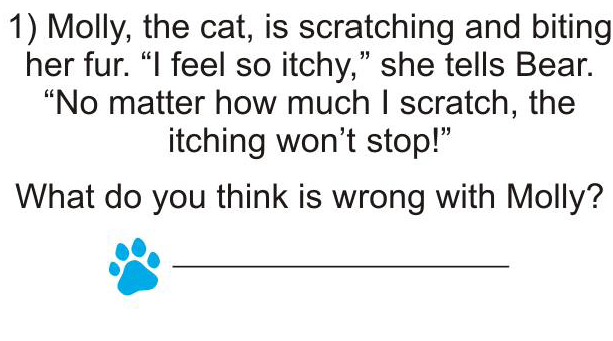 1) Molly, the cat, is scratching and biting
her fur. “I feel so itchy,” she tells Bear.
“No matter how much I scratch, the
itching won’t stop!”
What do you think is wrong with Molly?